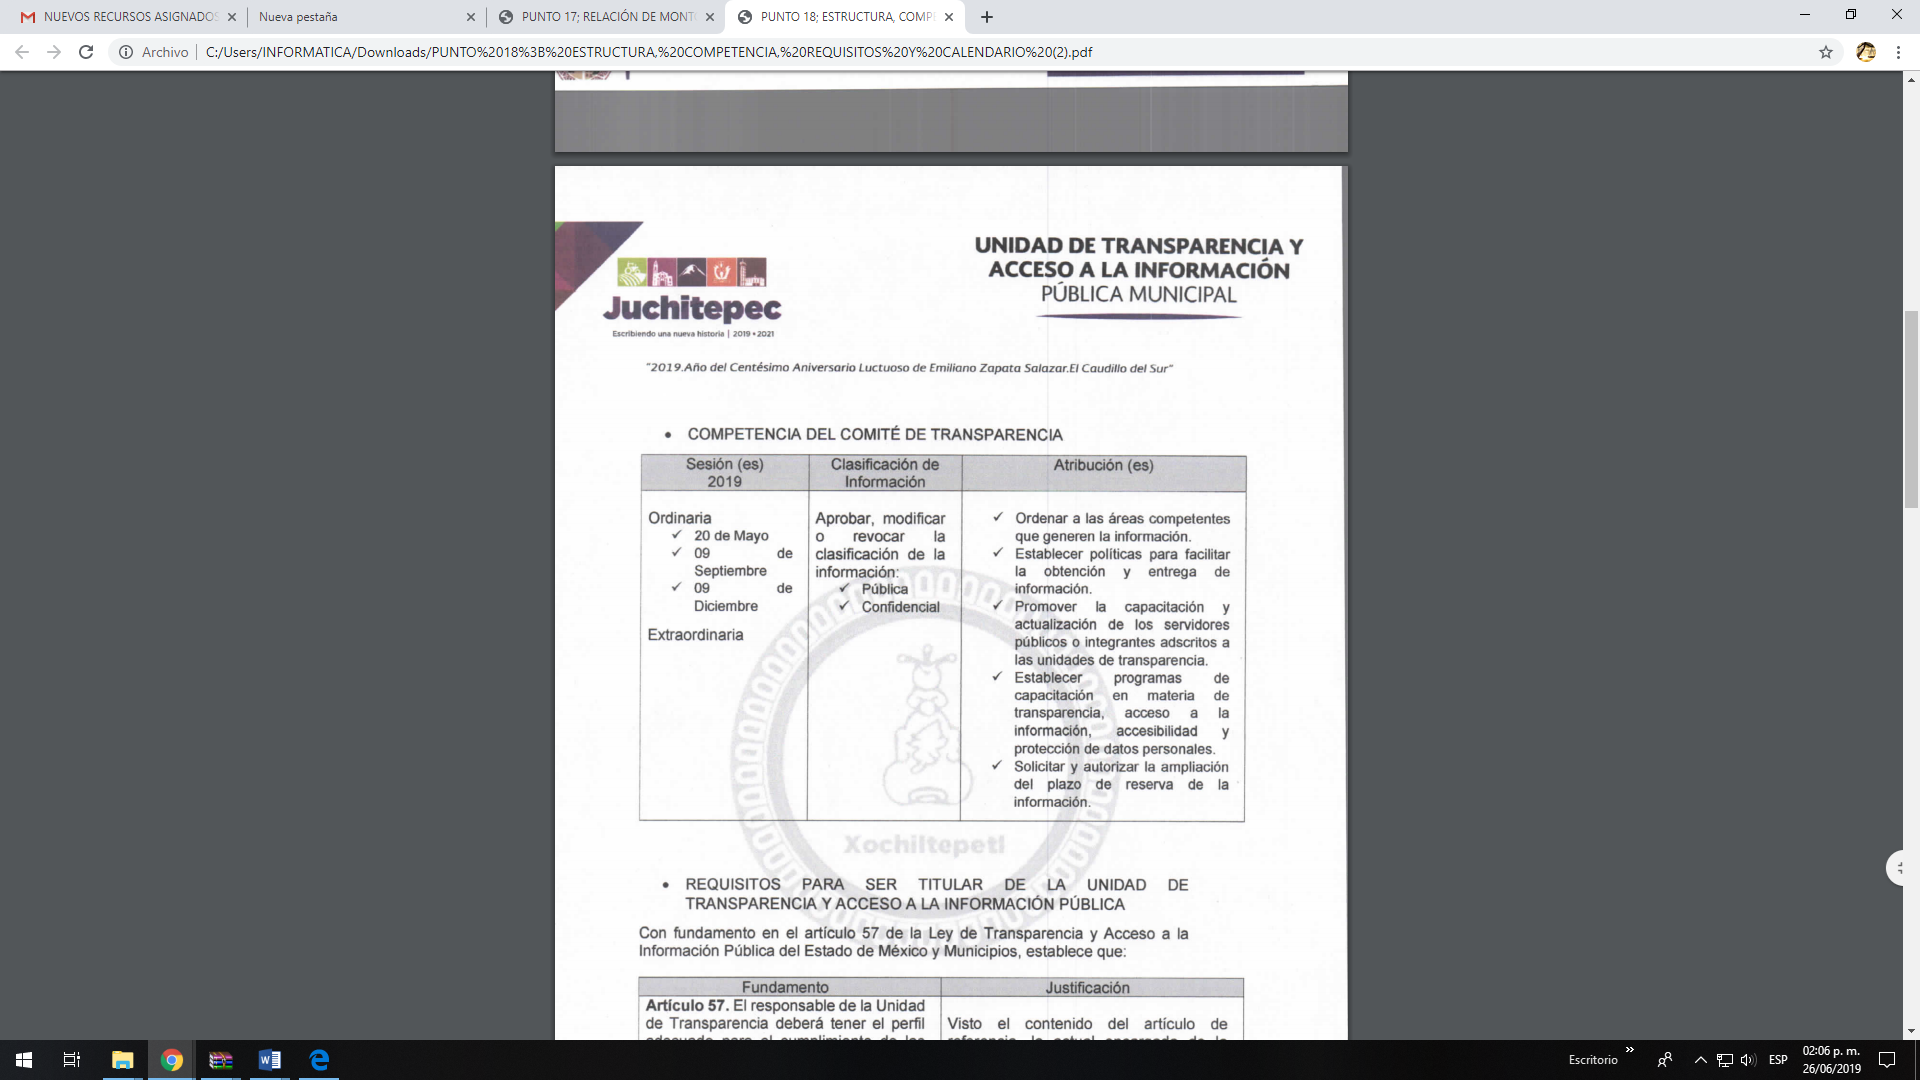 NUEVOS RECURSOS ASIGNADOS
Nueva pestaña
PUNTO 17; RELACIÓN DE MONT
PUNTO 18; ESTRUCTURA, COMP
Archivo
C:/Users/INFORMATICA/Downloads/PUNTO%2018%3B%20ESTRUCTURA,%20COMPETENCIA,%20REQUISITOS%20Y%20CALENDARIO%20(2).pdf
Juchitepec
Escribiendo una nueva historia | 2019 • 2021
UNIDAD DE TRANSPARENCIA Y
ACCESO A LA INFORMACIÓN
PÚBLICA MUNICIPAL
"2019.Año del Centésimo Aniversario Luctuoso de Emiliano Zapata Salazar.El Caudillo del Sur"
• COMPETENCIA DEL COMITÉ DE TRANSPARENCIA
Sesión (es)
2019
Clasificación de
Información
Atribución (es)
Ordinaria
✓ 20 de Mayo
✓ 09 de
Septiembre
✓ 09 de
Diciembre
Extraordinaria
Aprobar, modificar
o revocar la
clasificación de la
información:
✓ Pública
✓ Confidencial
✓ Ordenar a las áreas competentes
que generen la información.
✓ Establecer políticas para facilitar
la obtención y entrega de
información.
✓ Promover la capacitación y
actualización de los servidores
públicos o integrantes adscritos a
las unidades de transparencia.
✓ Establecer programas de
capacitación en materia de
transparencia, acceso a la
información, accesibilidad y
protección de datos personales.
✓ Solicitar y autorizar la ampliación
del plazo de reserva de la
información.
Xochiltepetl
• REQUISITOS PARA SER TITULAR DE LA UNIDAD DE
TRANSPARENCIA Y ACCESO A LA INFORMACIÓN PÚBLICA
Con fundamento en el artículo 57 de la Ley de Transparencia y Acceso a la
Información Pública del Estado de México y Municipios, establece que:
Fundamento
Justificación
Artículo 57. El responsable de la Unidad
de Transparencia deberá tener el perfil
Visto el contenido del artículo de
Escritorio
ESP
02:06 p. m.
26/06/2019